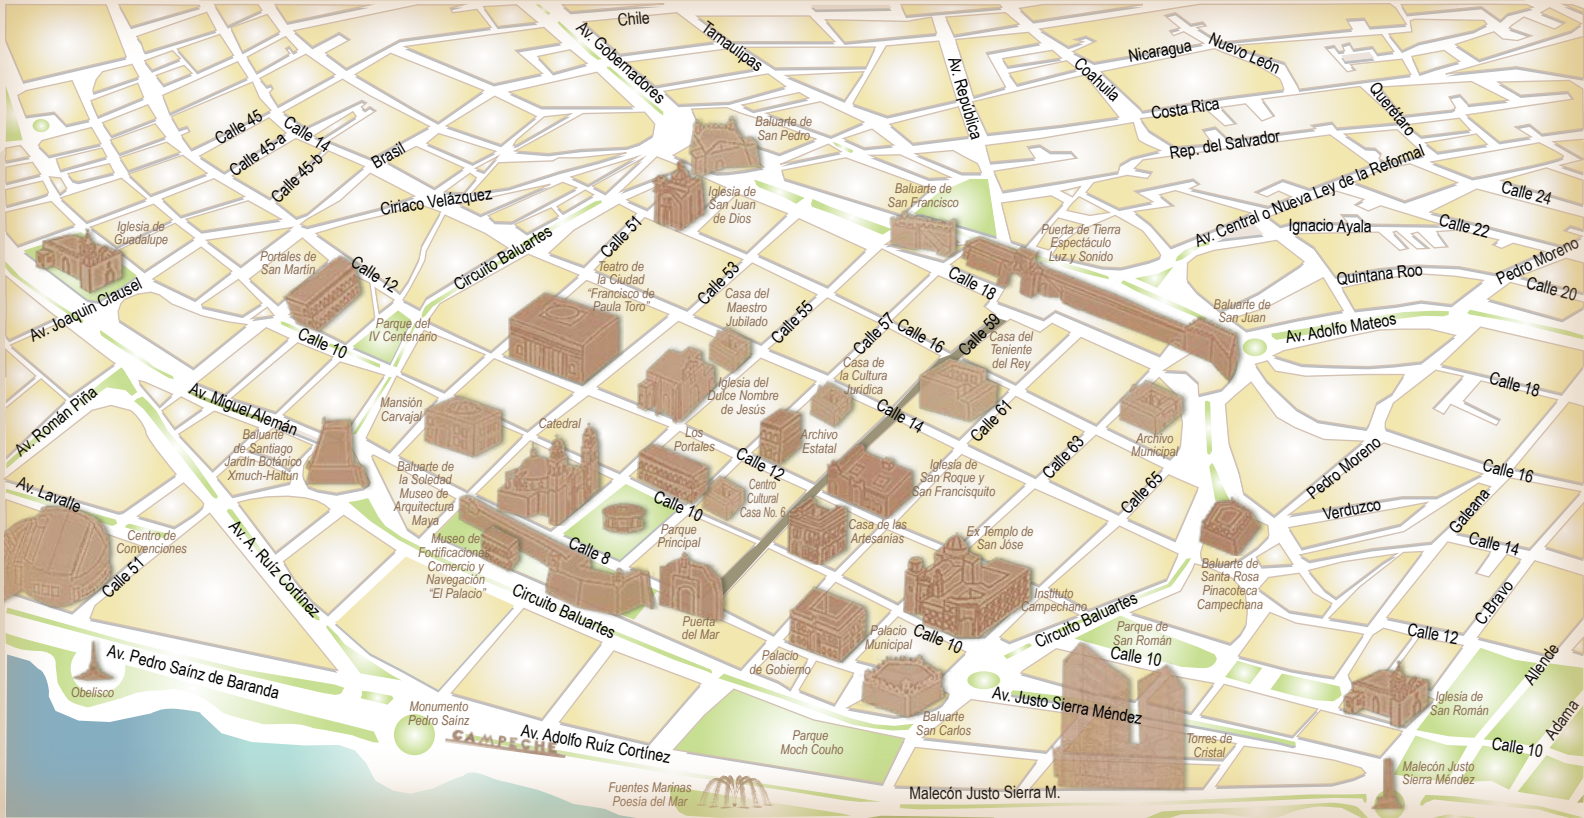 Chile
Tamaulipas
Av. Gobernadores
Av. República
Coahuila
Nicaragua
Nuevo León
Costa Rica
Querétaro
Rep. del Salvador
Av. Central o Nueva Ley de la Reformal
Calle 24
Ignacio Ayala
Calle 22
Quintana Roo
Pedro Moreno
Calle 20
Calle 45
Calle 14
Calle 45-a
Calle 45-b
Brasil
Ciriaco Velázquez
Baluarte de
San Pedro
Iglesia de
San Juan
de Dios
Baluarte de
San Francisco
Puerta de Tierra
Espectáculo
Luz y Sonido
Iglesia de
Guadalupe
Portales de
San Martín
Calle 12
Circuito Baluartes
Calle 51
Teatro de
la Ciudad
"Francisco de
Paula Toro"
Calle 53
Casa del
Maestro
Jubilado
Calle 55
Calle 57
Calle 16
Calle 18
Calle 59
Casa del
Teniente
del Rey
Baluarte de
San Juan
Av. Adolfo Mateos
Av. Joaquin Clausel
Parque del
IV Centenario
Calle 10
Av. Miguel Alemán
Av. Román Piña
Mansión
Carvajal
Catedral
Iglesia del
Dulce Nombre
de Jesús
Casa de
la Cultura
Jurídica
Calle 14
Calle 61
Archivo
Municipal
Calle 18
Baluarte
de Santiago
Jardín Botánico
Xmuch-Haltún
Los
Portales
Archivo
Estatal
Calle 12
Calle 63
Calle 65
Pedro Moreno
Calle 16
Verduzco
Galeana
Calle 14
Av. Lavalle
Centro de
Convenciones
Calle 51
Av. A. Ruíz Cortínez
Baluarte de
la Soledad
Museo de
Arquitectura
Maya
Museo de
Fortificaciones
Comercio y
Navegación
"El Palacio"
Calle 10
Centro
Cultural
Casa No. 6
Parque
Principal
Calle 8
Iglesia de
San Roque y
San Francisquito
Casa de las
Artesanias
Ex Templo de
San Jóse
Instituto
Campechano
Baluarte de
Santa Rosa
Pinacoteca
Campechana
C. Bravo
Calle 12
Allende
Adama
Circuito Baluartes
Puerta
del Mar
Palacio
de Gobierno
Palacio
Municipal
Calle 10
Circuito Baluartes
Parque de
San Román
Calle 10
Av. Justo Sierra Méndez
Baluarte
San Carlos
Torres de
Cristal
Iglesia de
San Román
Calle 10
Malecón Justo
Sierra Méndez
Obelisco
Av. Pedro Saínz de Baranda
Monumento
Pedro Saínz
CAMPECHE
Av. Adolfo Ruíz Cortínez
Parque
Moch Couho
Fuentes Marinas
Poesia del Mar
Malecón Justo Sierra M.